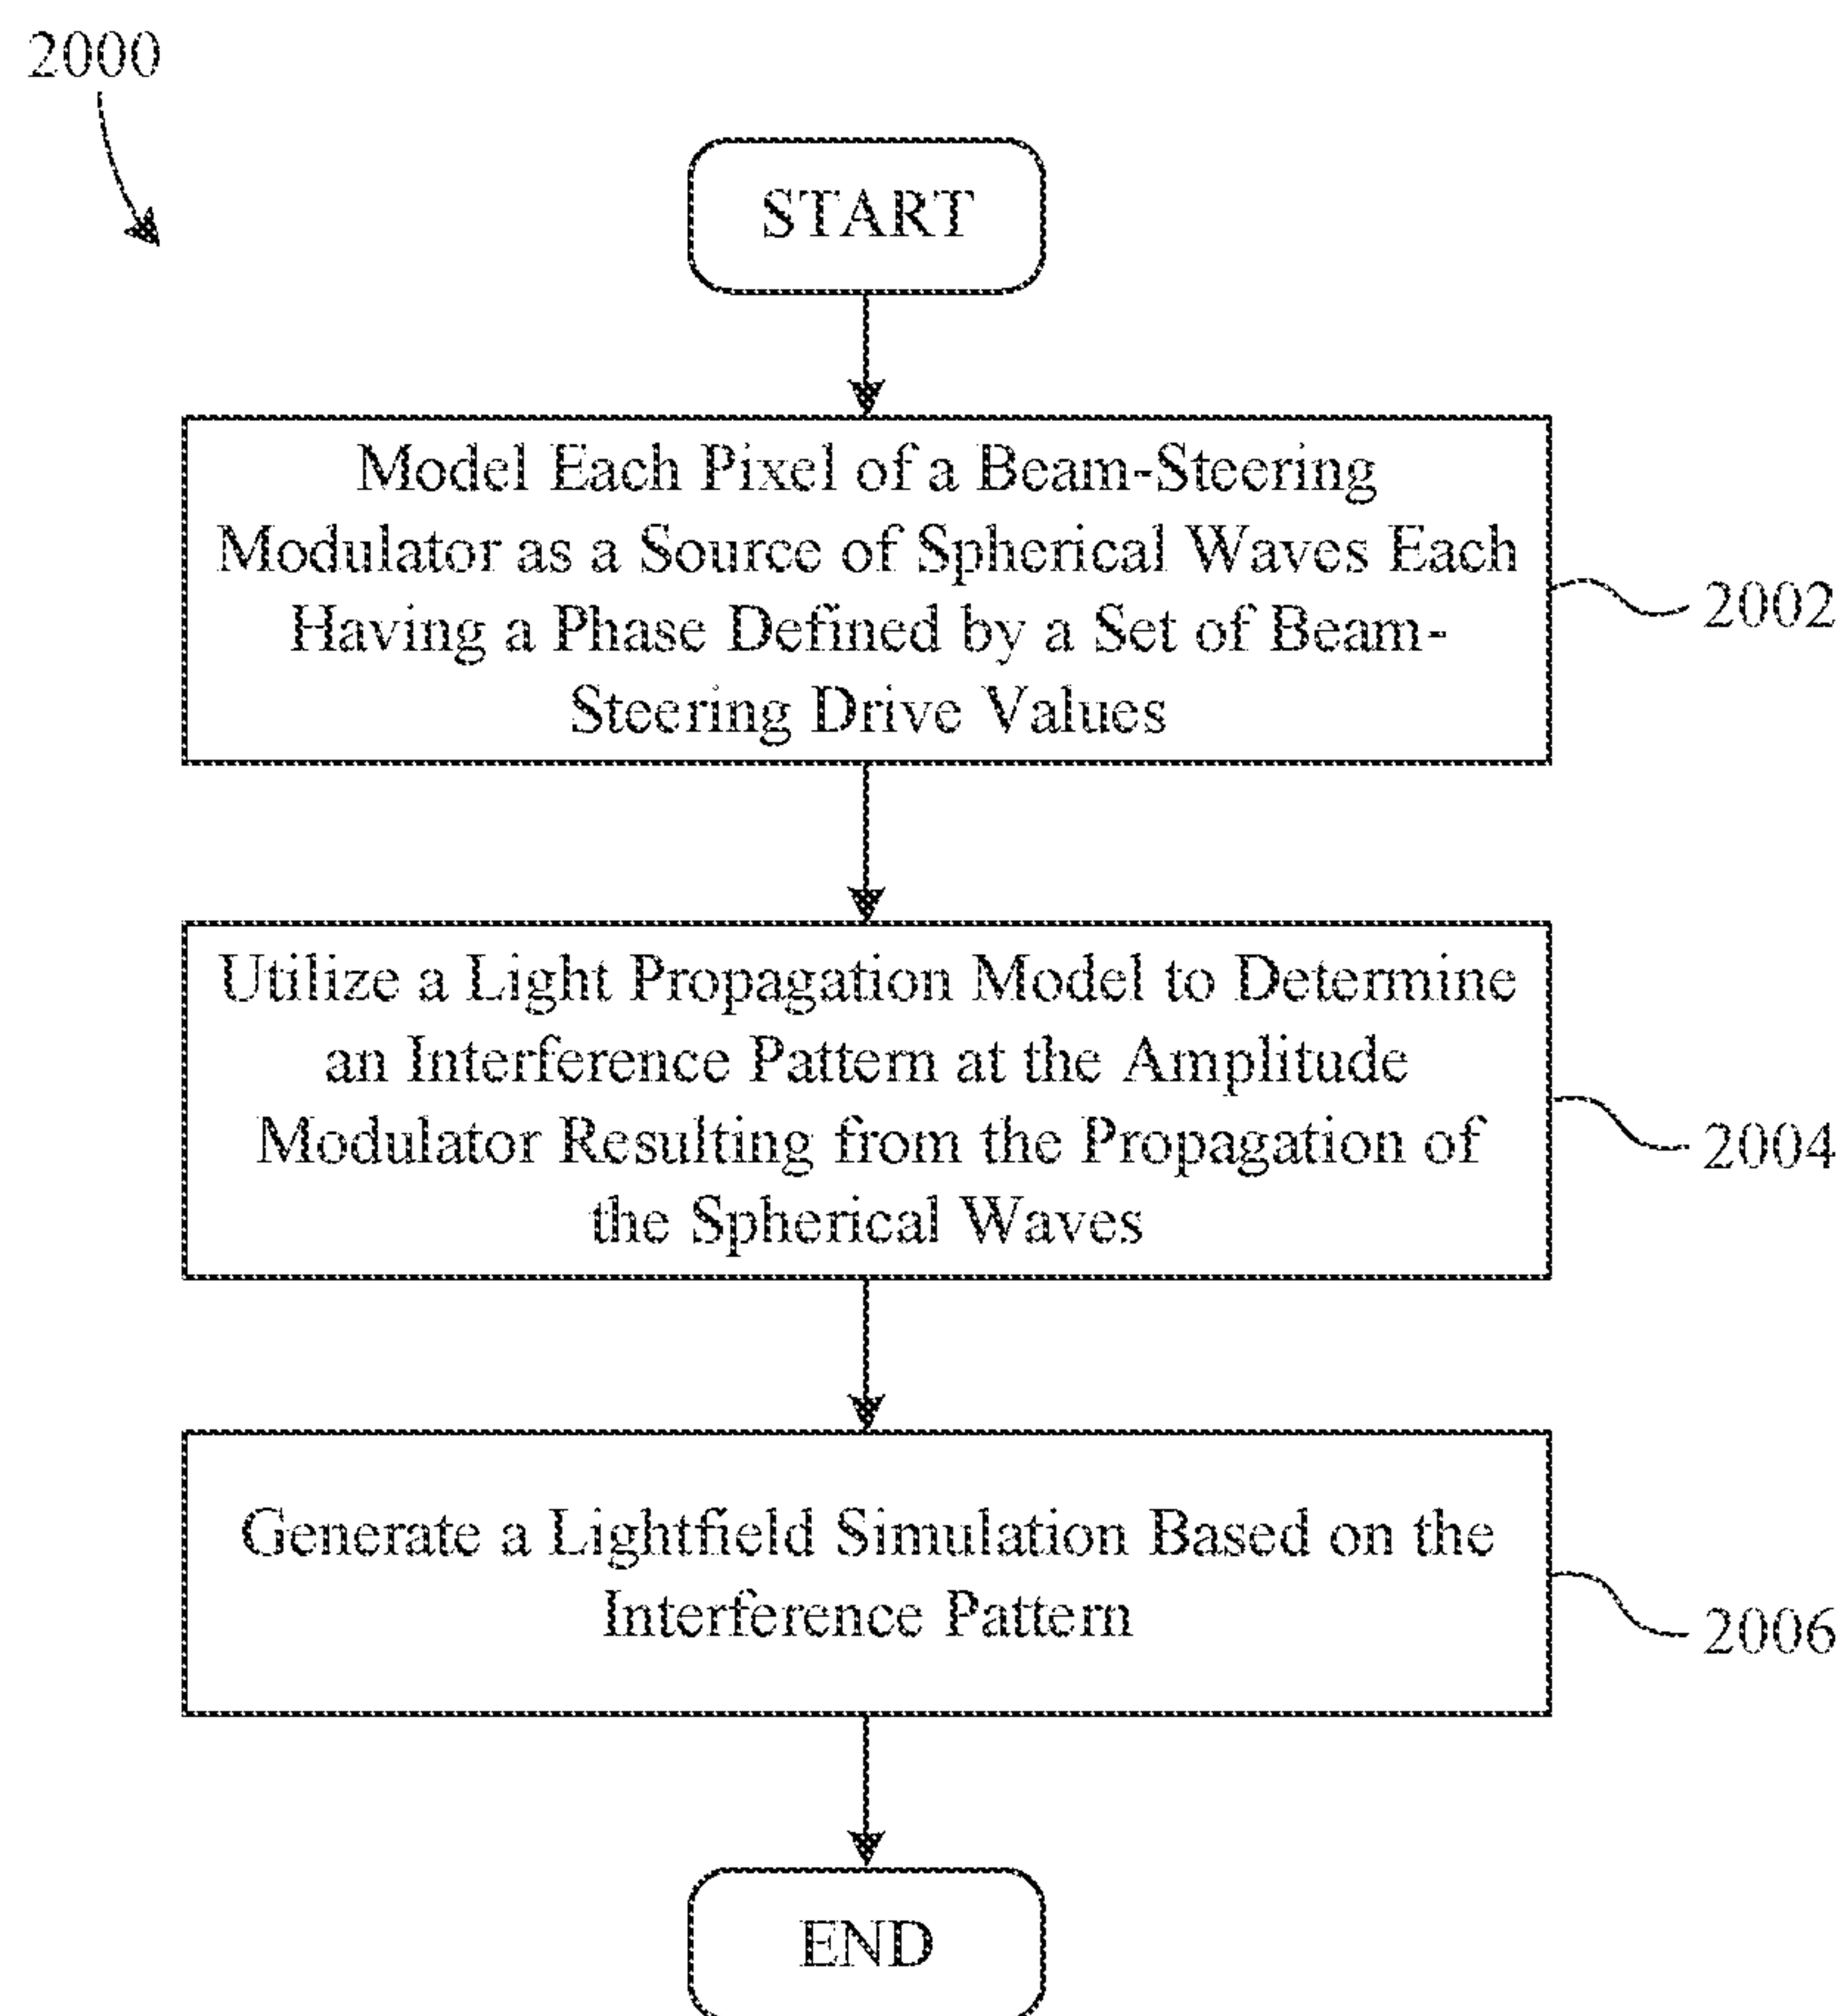 2000
START
Model Each Pixel of a Beam-Steering
Modulator as a Source of Spherical Waves Each
Having a Phase Defined by a Set of Beam-
Steering Drive Values
2002
Utilize a Light Propagation Model to Determine
an Interference Pattern at the Amplitude
Modulator Resulting from the Propagation of
the Spherical Waves
2004
Generate a Lightfield Simulation Based on the
Interference Pattern
2006
END